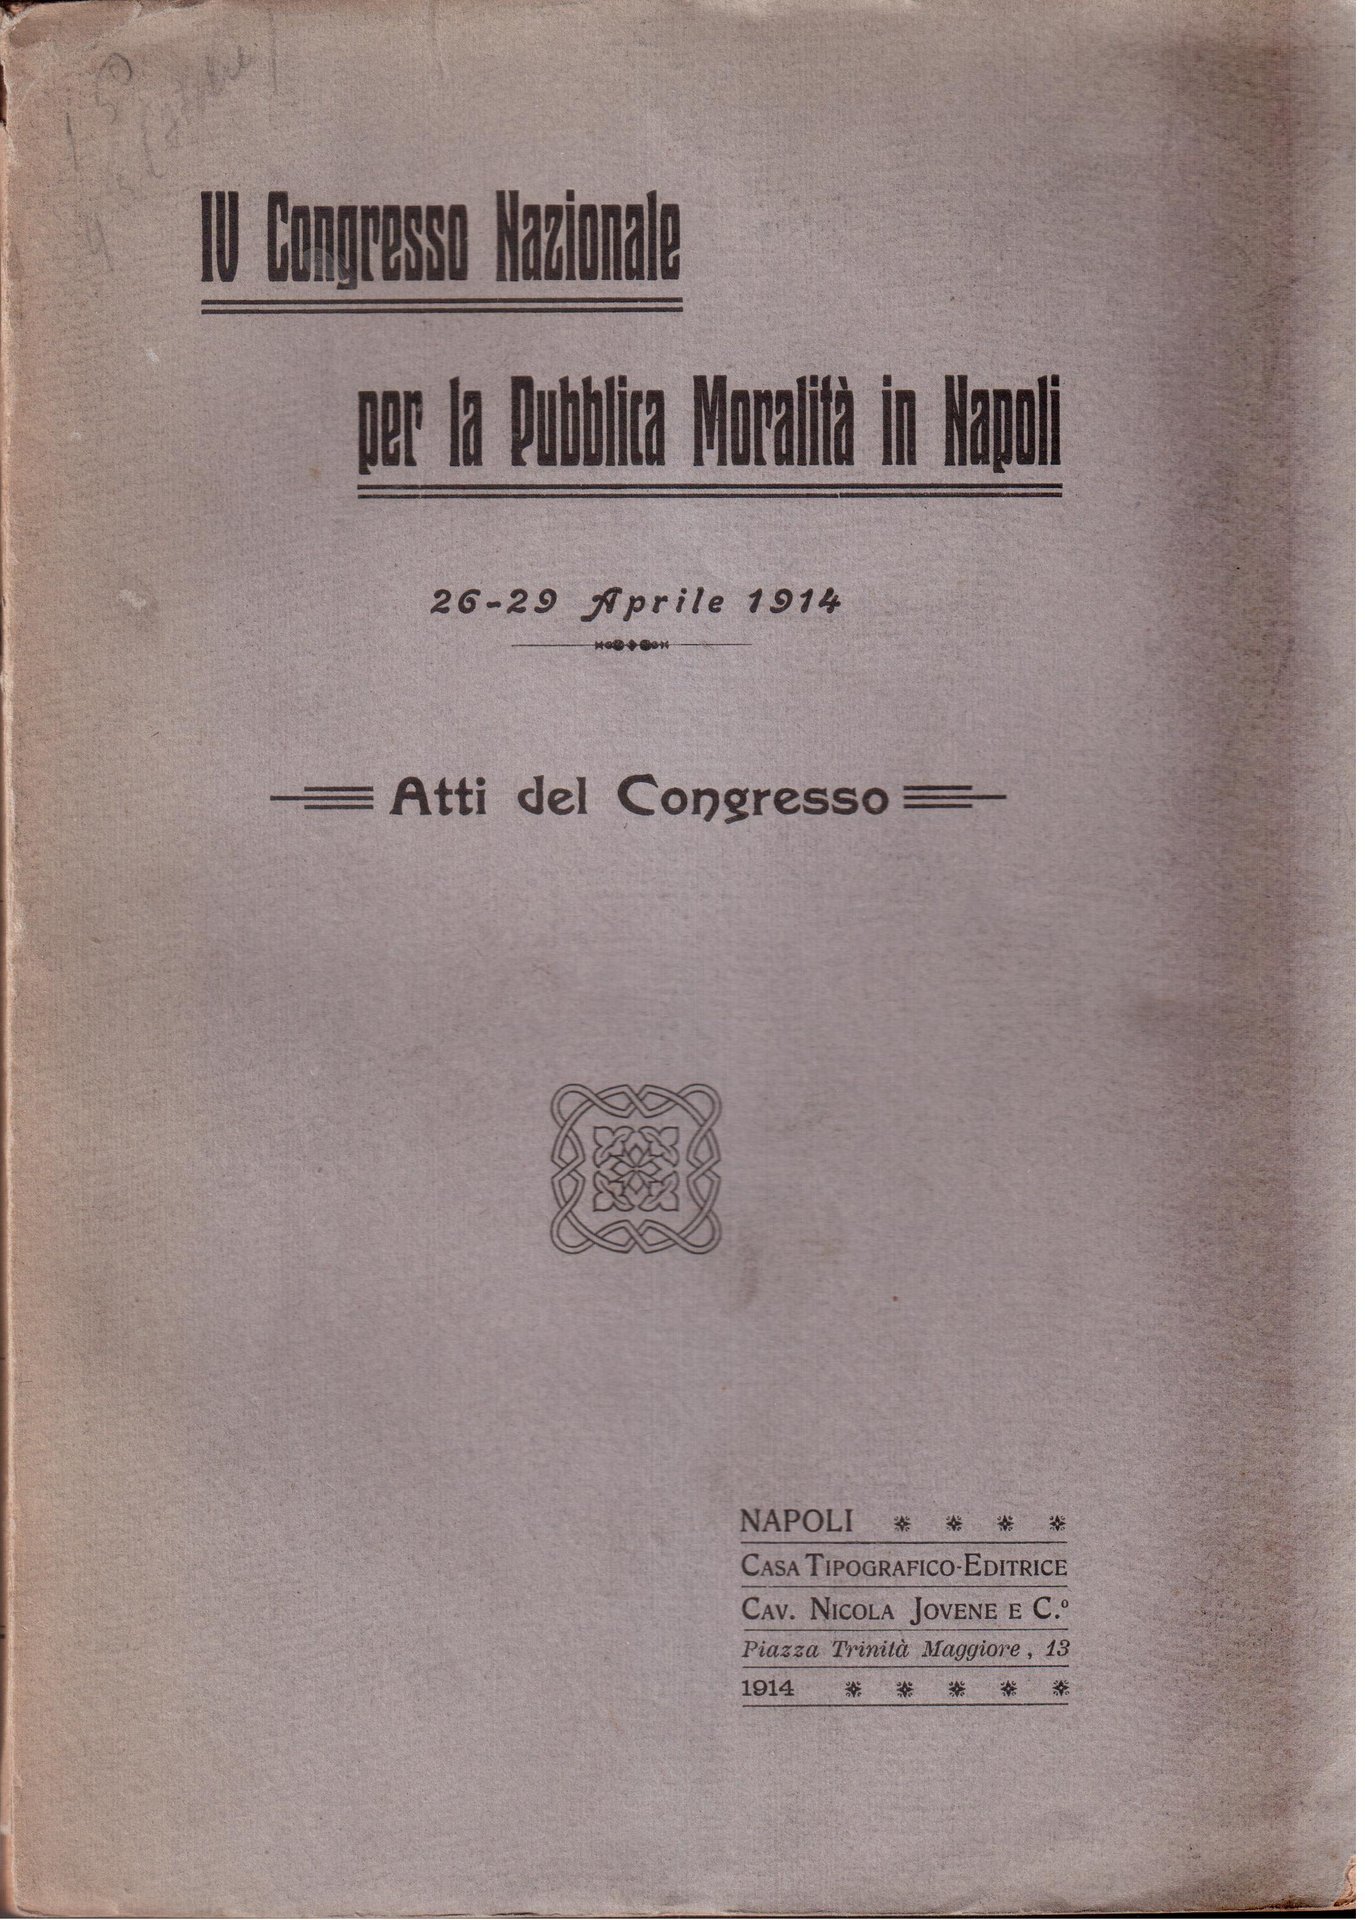 IV Congresso Nazionale
per la Pubblica Moralità in Napoli
26-29 Aprile 1914
Atti del Congresso
NAPOLI
CASA TIPOGRAFICO-EDITRICE
CAV. NICOLA JOVENE E C.º
Piazza Trinità Maggiore, 13
1914